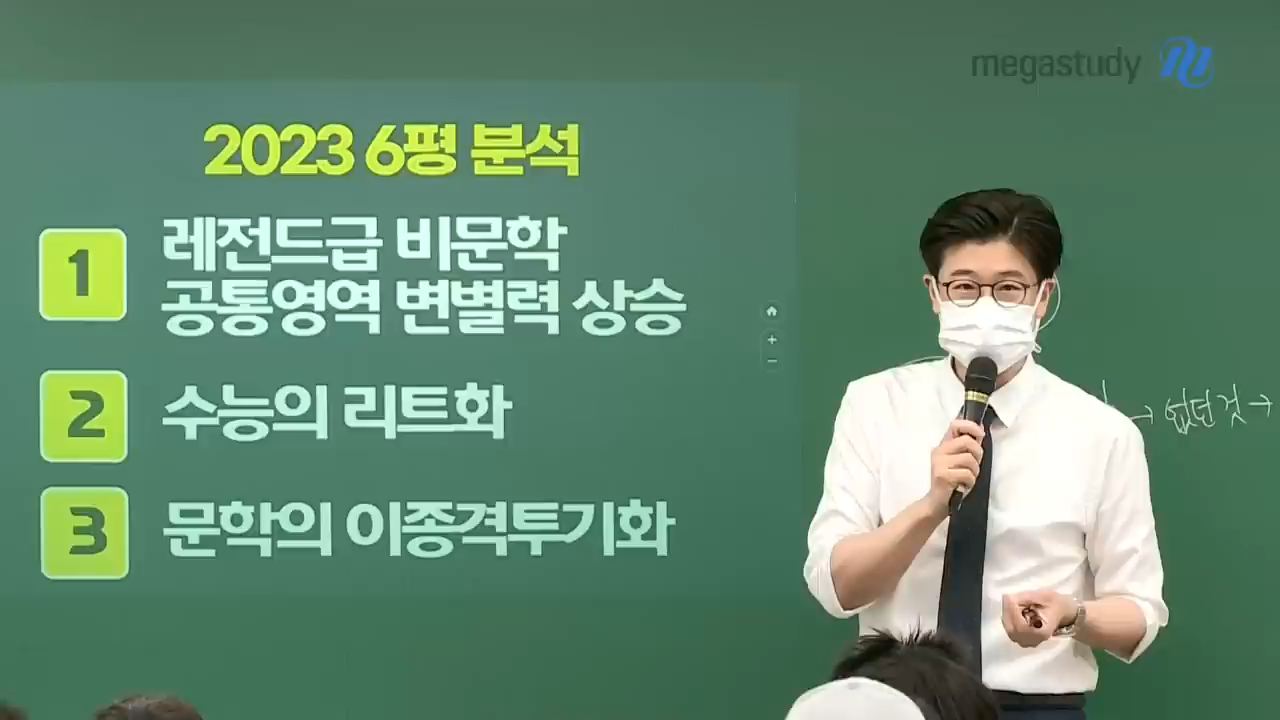 megastudy
2023 6평 분석
1
레전드급 비문학
공통영역 변별력 상승
2
수능의 리트화
3
문학의 이종격투기화
→ 없던 것 →